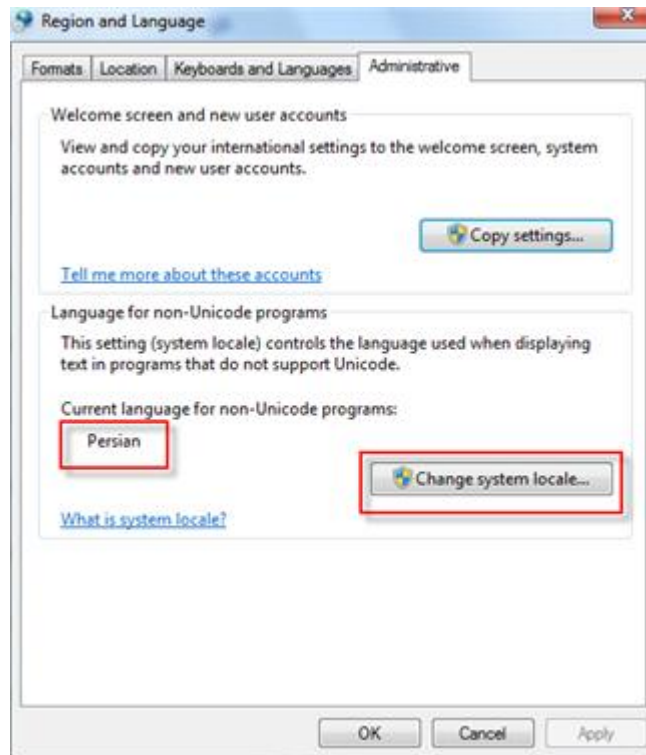 Region and Language
Formats Location Keyboards and Languages Administrative
Welcome screen and new user accounts
View and copy your international settings to the welcome screen, system
accounts and new user accounts.
Copy settings...
Tell me more about these accounts
Language for non-Unicode programs
This setting (system locale) controls the language used when displaying
text in programs that do not support Unicode.
Current language for non-Unicode programs:
Persian
Change system locale...
What is system locale?
OK Cancel Apply